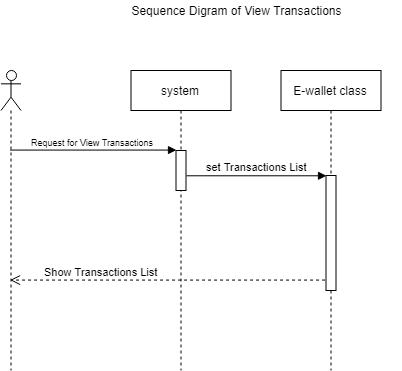 Sequence Digram of View Transactions
system
E-wallet class
Request for View Transactions
set Transactions List
Show Transactions List